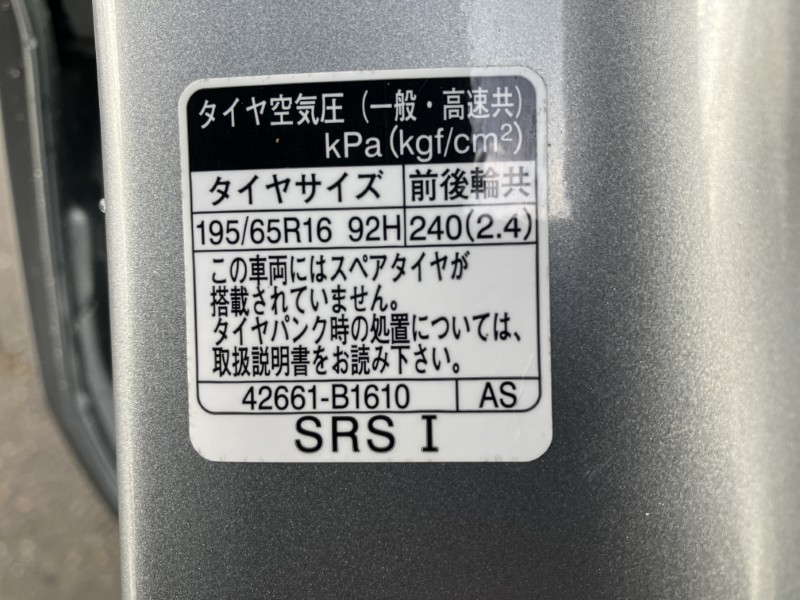 タイヤ空気圧（一般・高速共）
kPa(kgf/cm²)
タイヤサイズ 前後輪共
195/65R16 92H 240(2.4)
この車両にはスペアタイヤが
搭載されていません。
タイヤパンク時の処置については、
取扱説明書をお読み下さい。
42661-B1610 AS
SRS I